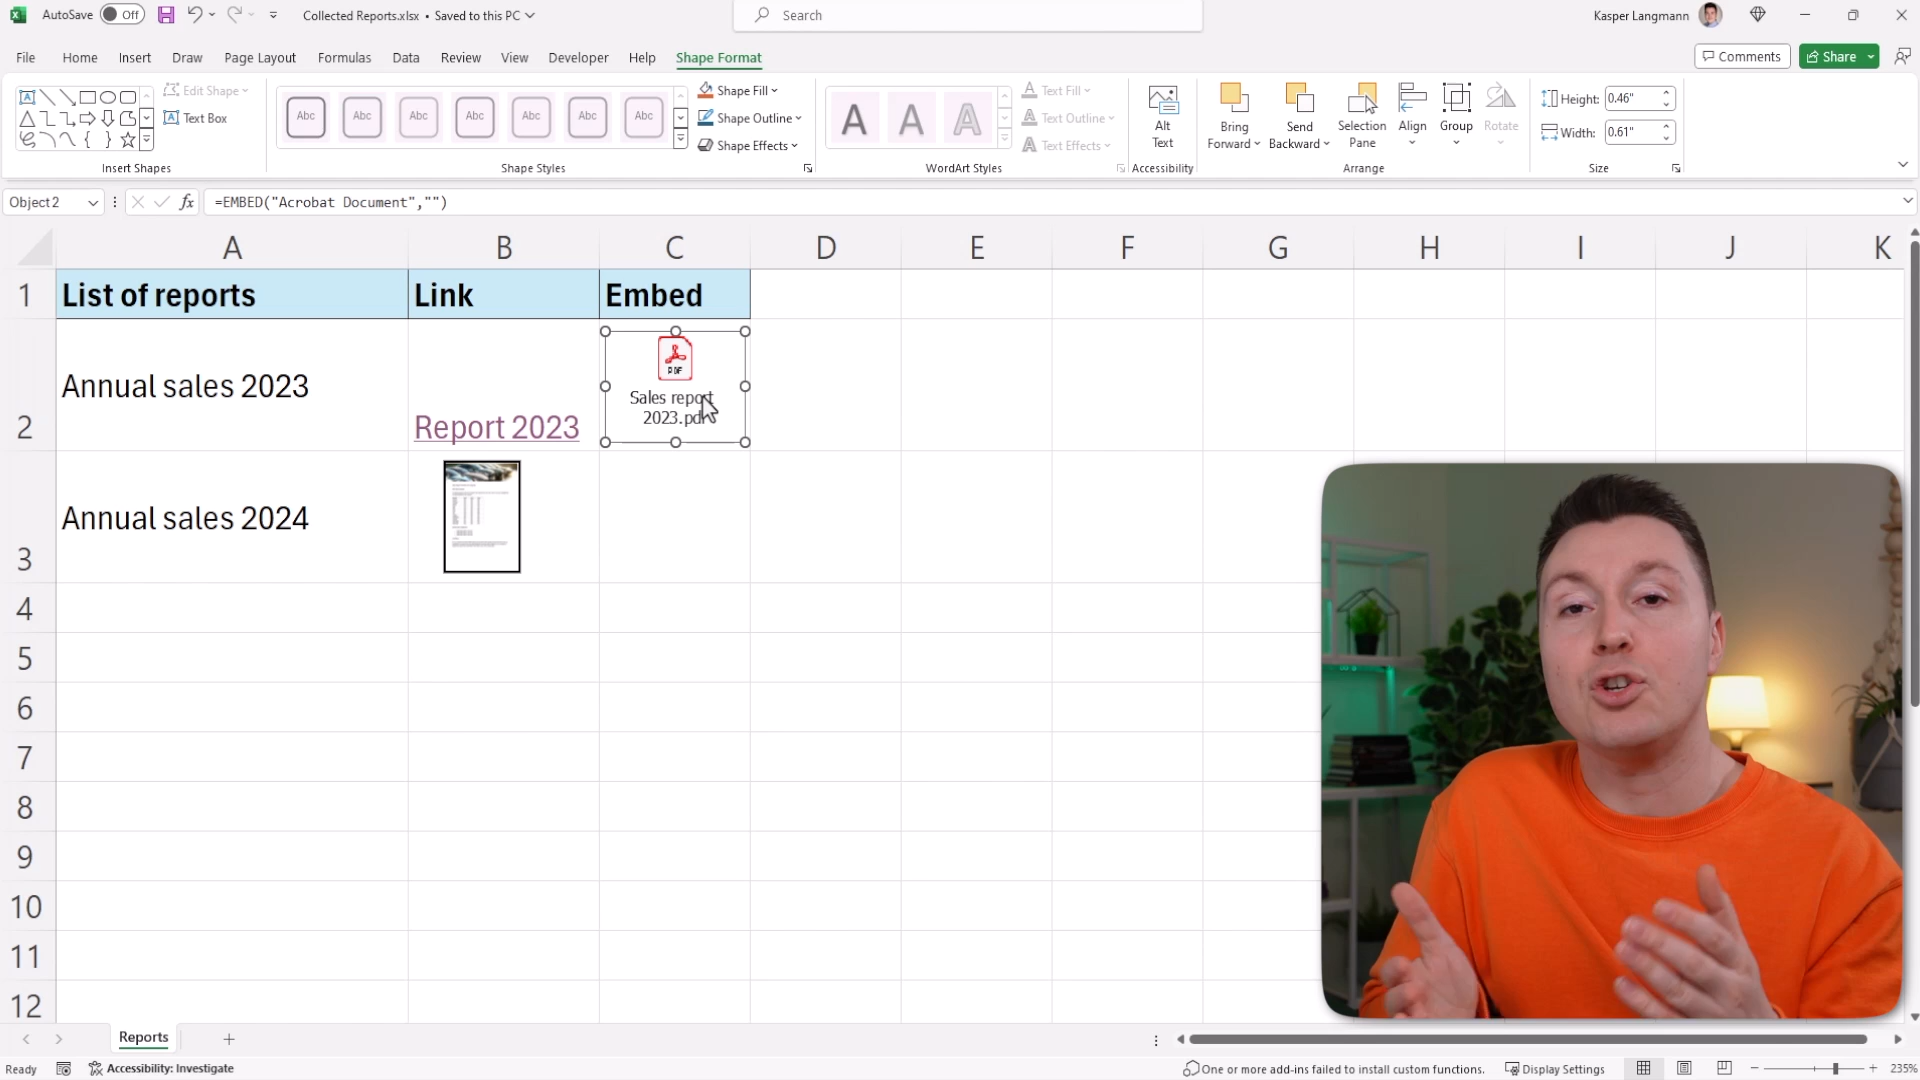 AutoSave Off Collected Reports.xlsx • Saved to this PC Search Kasper Langmann
File Home Insert Draw Page Layout Formulas Data Review View Developer Help Shape Format Comments Share
Edit Shape
Text Box
Insert Shapes
Abc Abc Abc Abc Abc Abc Abc
Shape Fill
Shape Outline
Shape Effects
Shape Styles
A A A
Text Fill
Text Outline
Text Effects
WordArt Styles
Alt
Text
Accessibility
Bring
Forward
Send
Backward
Selection
Pane
Align
Group
Rotate
Arrange
Height: 0.46"
Width: 0.61"
Size
Object 2 fx =EMBED("Acrobat Document","")
A B C D E F G H I J K
1 List of reports Link Embed
2 Annual sales 2023 Report 2023
PDF
Sales report
2023.pdf
3 Annual sales 2024
4
5
6
7
8
9
10
11
12
Reports
Ready Accessibility: Investigate One or more add-ins failed to install custom functions. Display Settings 235%